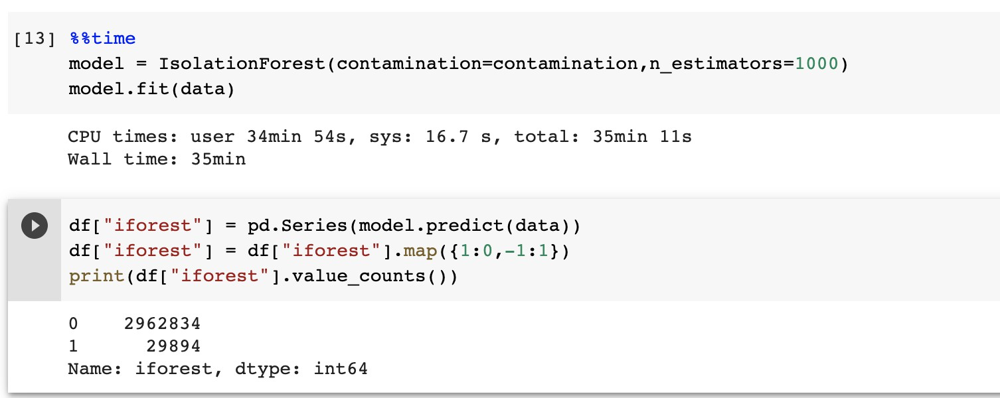 [13] %%time
model = IsolationForest(contamination=contamination,n_estimators=1000)
model.fit(data)
CPU times: user 34min 54s, sys: 16.7 s, total: 35min 11s
Wall time: 35min
df["iforest"] = pd.Series(model.predict(data))
df["iforest"] = df["iforest"].map({1:0,-1:1})
print(df["iforest"].value_counts())
0    2962834
1      29894
Name: iforest, dtype: int64